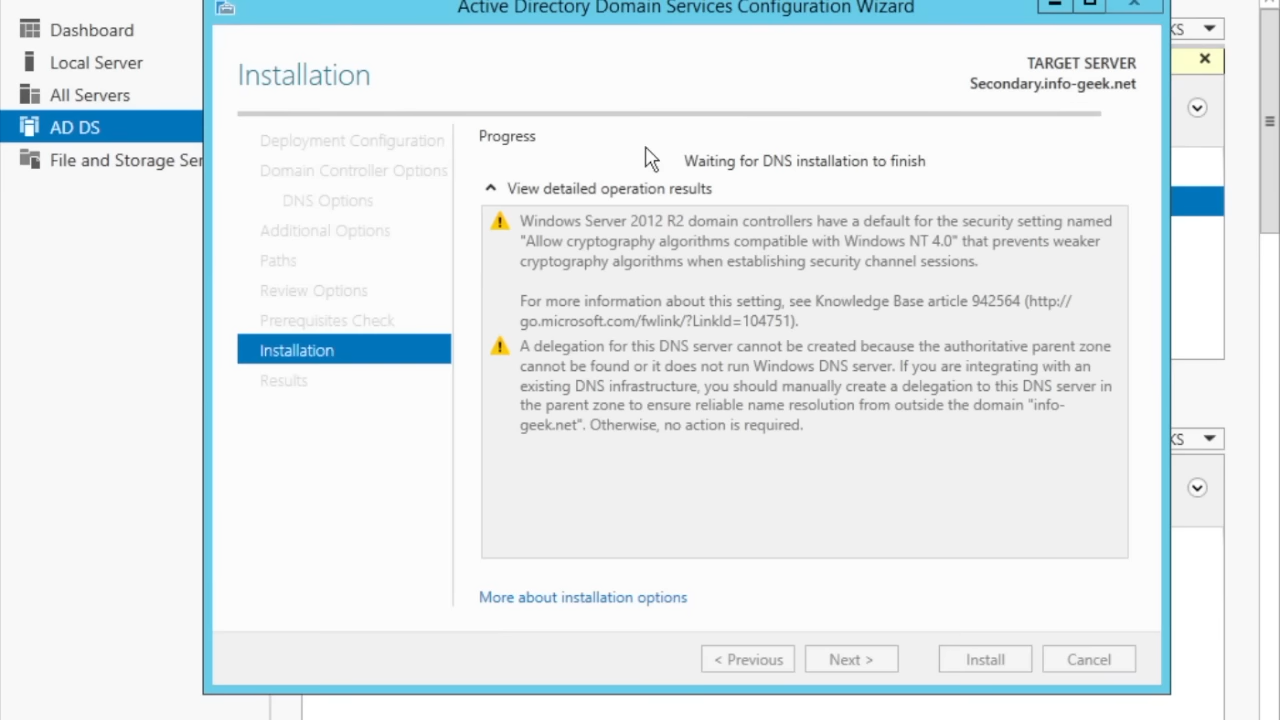 Active Directory Domain Services Configuration Wizard
Dashboard
Local Server
All Servers
AD DS
File and Storage Ser
KS
Installation
TARGET SERVER
Secondary.info-geek.net
Deployment Configuration
Domain Controller Options
DNS Options
Additional Options
Paths
Review Options
Prerequisites Check
Installation
Results
Progress
Waiting for DNS installation to finish
View detailed operation results
Windows Server 2012 R2 domain controllers have a default for the security setting named
"Allow cryptography algorithms compatible with Windows NT 4.0" that prevents weaker
cryptography algorithms when establishing security channel sessions.
For more information about this setting, see Knowledge Base article 942564 (http://
go.microsoft.com/fwlink/?LinkId=104751).
A delegation for this DNS server cannot be created because the authoritative parent zone
cannot be found or it does not run Windows DNS server. If you are integrating with an
existing DNS infrastructure, you should manually create a delegation to this DNS server in
the parent zone to ensure reliable name resolution from outside the domain "info-
geek.net". Otherwise, no action is required.
KS
More about installation options
< Previous
Next >
Install
Cancel